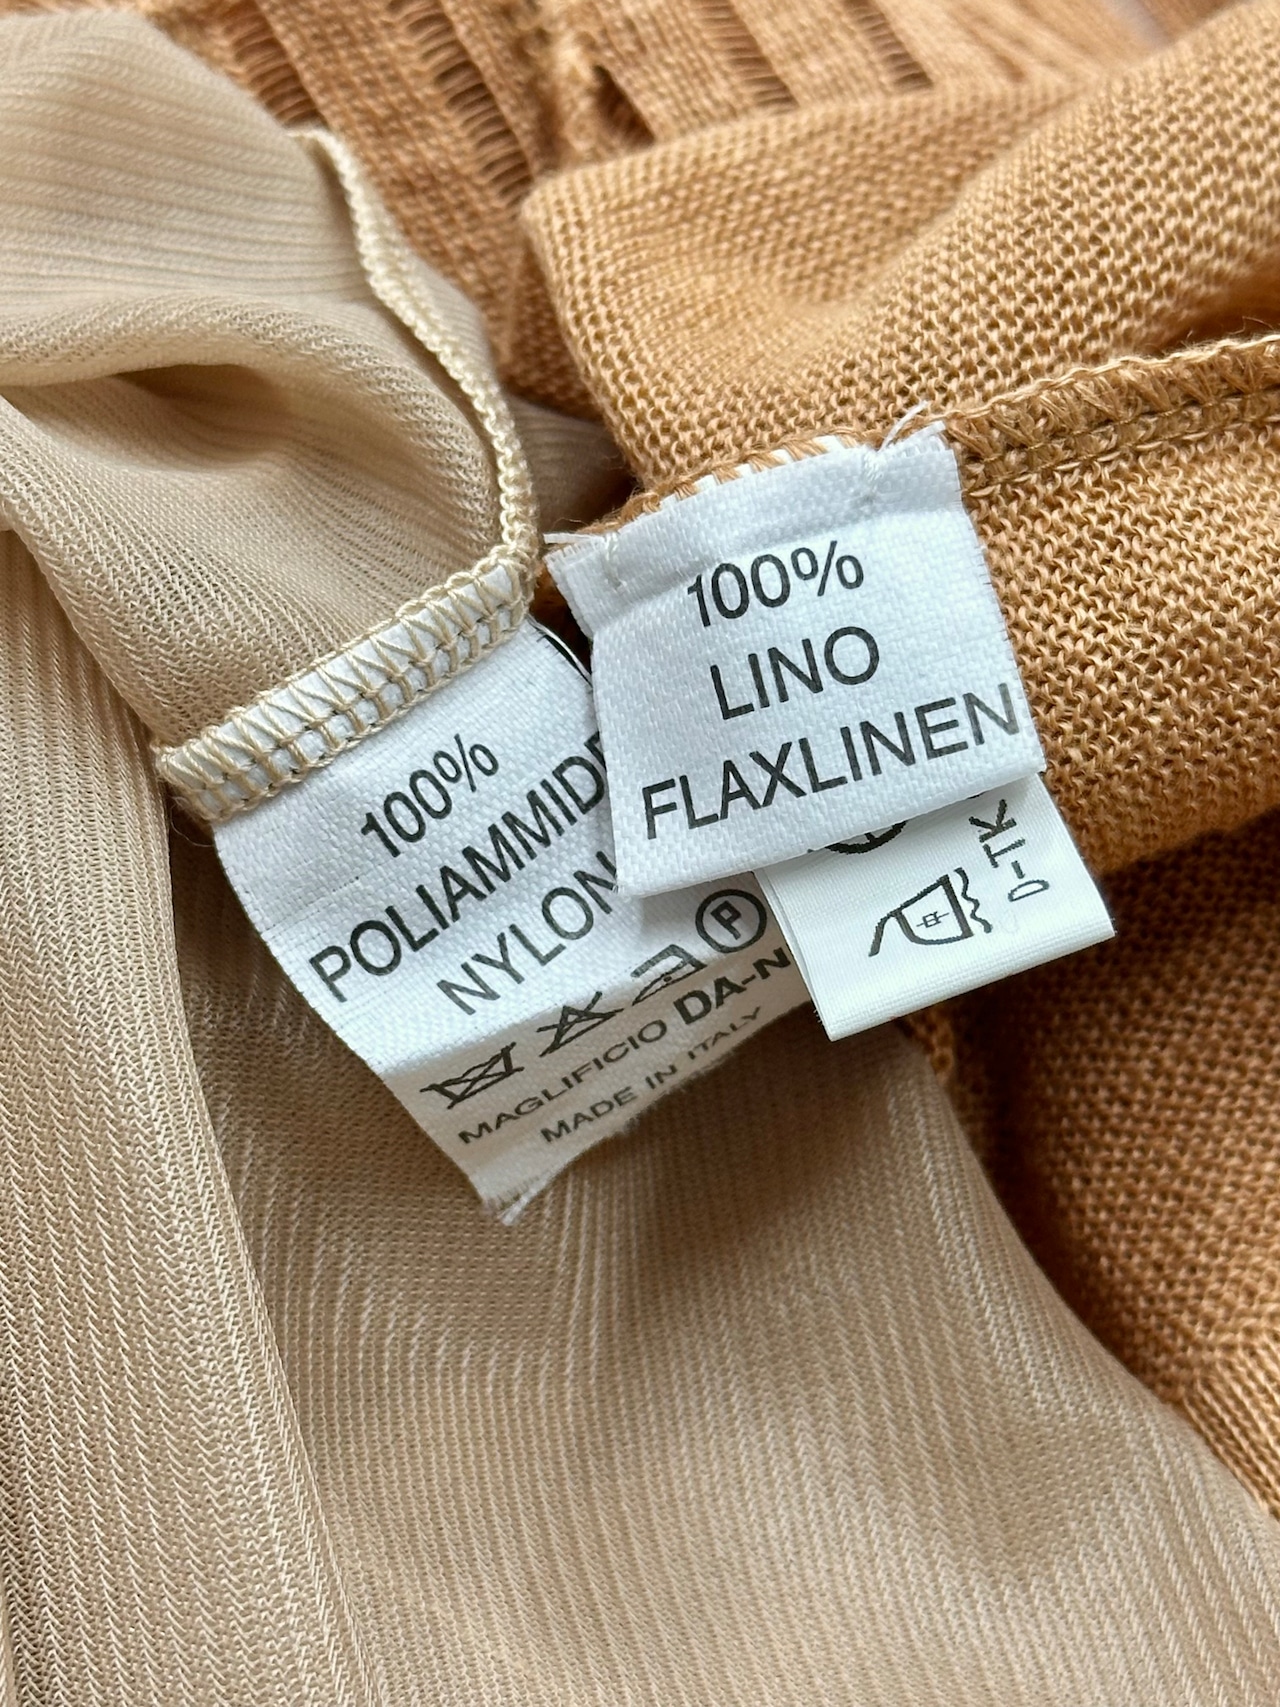 100%
LINO
FLAXLINEN
D-TK
100%
POLIAMMIDE
NYLON
P
MAGLIFICIO DA-N
MADE IN ITALY